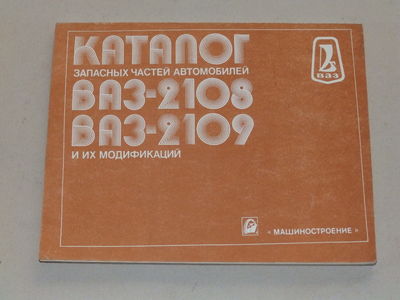 КАТАЛОГ
ЗАПАСНЫХ ЧАСТЕЙ АВТОМОБИЛЕЙ
ВАЗ-2108
ВАЗ-2109
И ИХ МОДИФИКАЦИЙ
ВАЗ
« МАШИНОСТРОЕНИЕ »